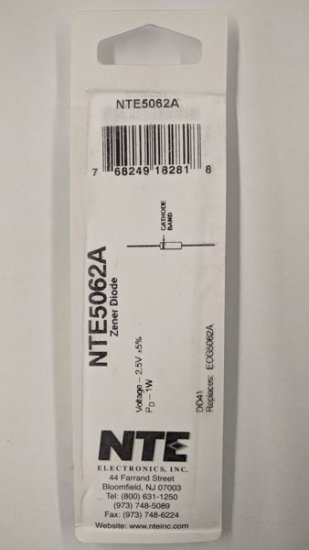 NTE5062A
7 68249 18281 8
CATHODE
BAND
NTE5062A
Zener Diode
Voltage – 2.5V ±5%
PD – 1W
DO41
Replaces: ECG5062A
NTE
ELECTRONICS, INC.
44 Farrand Street
Bloomfield, NJ 07003
Tel: (800) 631-1250
(973) 748-5089
Fax: (973) 748-6224
Website: www.nteinc.com